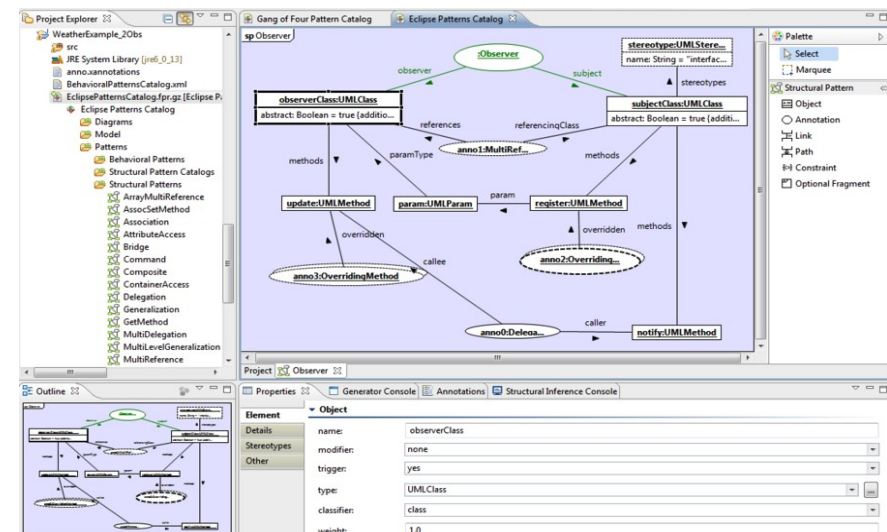 Project Explorer
WeatherExample_2Obs
src
JRE System Library [jre6_0_13]
anno.xannotations
BehavioralPatternsCatalog.xml
EclipsePatternsCatalog.fpr.gz [Eclipse P
Eclipse Patterns Catalog
Diagrams
Model
Patterns
Behavioral Patterns
Structural Pattern Catalogs
Structural Patterns
ArrayMultiReference
AssocSetMethod
Association
AttributeAccess
Bridge
Command
Composite
ContainerAccess
Delegation
Generalization
GetMethod
MultiDelegation
MultiLevelGeneralization
MultiReference
Gang of Four Pattern Catalog
Eclipse Patterns Catalog
sp Observer
:Observer
stereotype:UMLStere...
name: String = "interfac...
observer
subject
stereotypes
observerClass:UMLClass
abstract: Boolean = true {additio...
subjectClass:UMLClass
abstract: Boolean = true {additio...
references
referencingClass
anno1:MultiRef...
methods
paramType
methods
update:UMLMethod
param:UMLParam
param
register:UMLMethod
overridden
overridden
methods
anno3:OverridingMethod
callee
anno2:Overriding...
caller
anno0:Delega...
notify:UMLMethod
Project
Observer
Palette
Select
Marquee
Structural Pattern
Object
Annotation
Link
Path
Constraint
Optional Fragment
Outline
Properties
Generator Console
Annotations
Structural Inference Console
Element
Details
Stereotypes
Other
Object
name: observerClass
modifier: none
trigger: yes
type: UMLClass
...
classifier: class
weight: 1.0